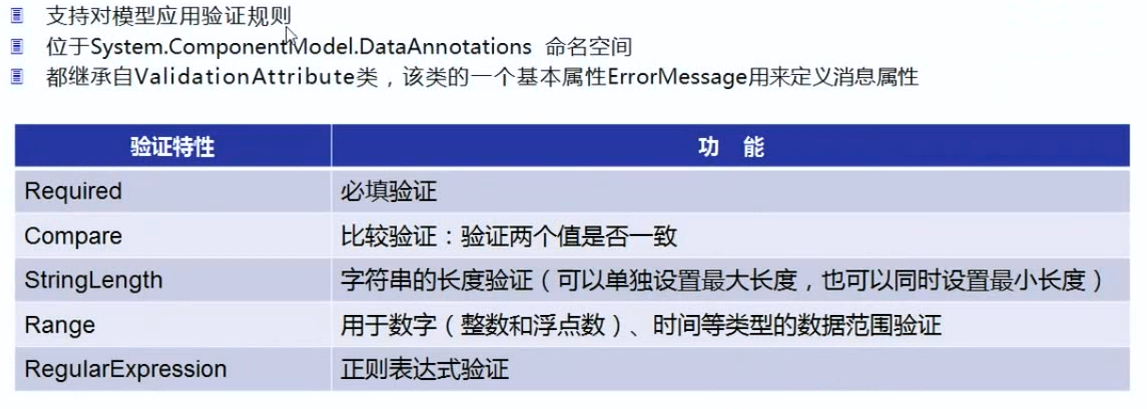 支持对模型应用验证规则
位于System.ComponentModel.DataAnnotations 命名空间
都继承自ValidationAttribute类，该类的一个基本属性ErrorMessage用来定义消息属性
验证特性 功 能
Required 必填验证
Compare 比较验证：验证两个值是否一致
StringLength 字符串的长度验证（可以单独设置最大长度，也可以同时设置最小长度）
Range 用于数字（整数和浮点数）、时间等类型的数据范围验证
RegularExpression 正则表达式验证